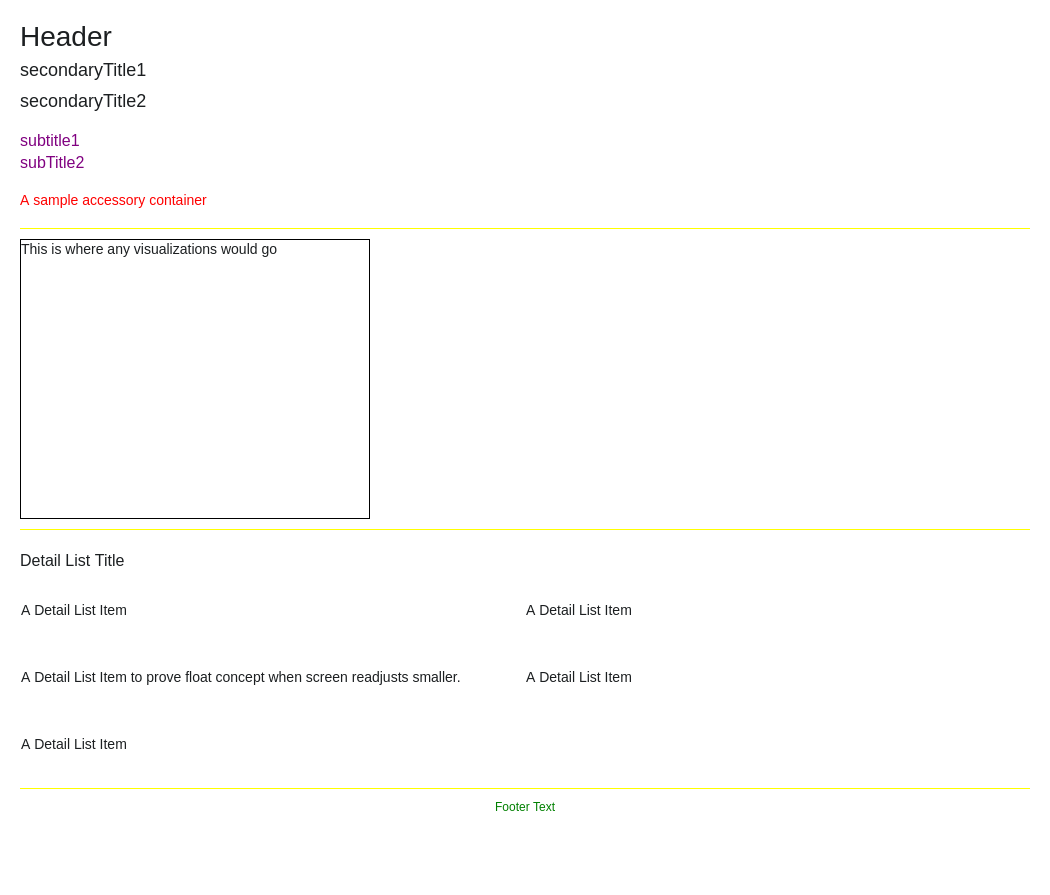 Header
secondaryTitle1
secondaryTitle2
subtitle1
subTitle2
A sample accessory container
This is where any visualizations would go
Detail List Title
A Detail List Item
A Detail List Item
A Detail List Item to prove float concept when screen readjusts smaller.
A Detail List Item
A Detail List Item
Footer Text